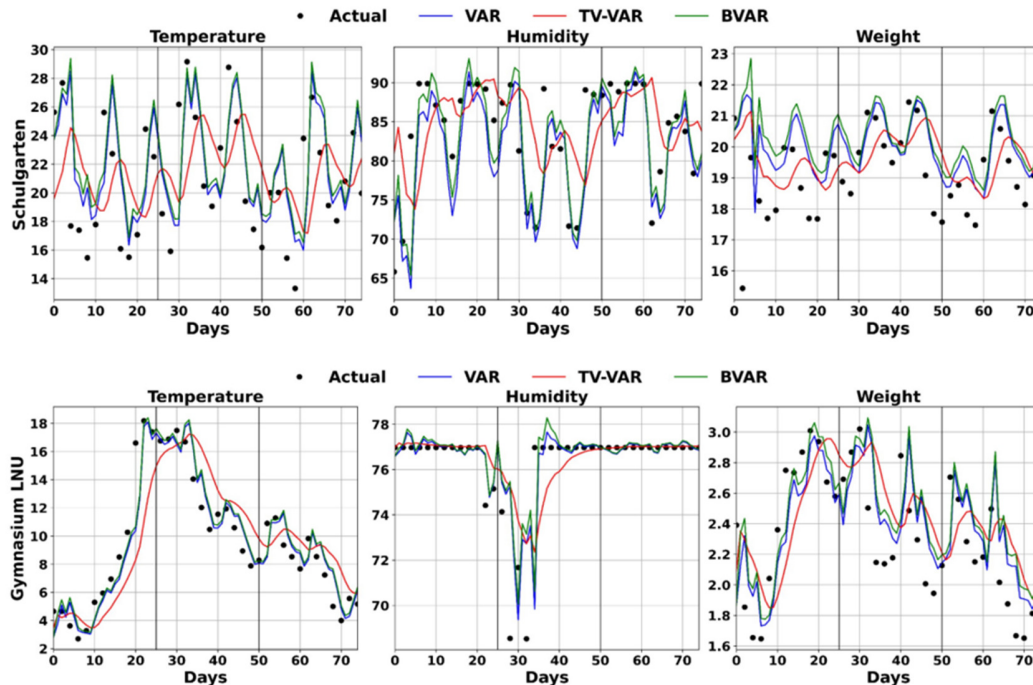 Actual VAR TV-VAR BVAR
Temperature Humidity Weight
Schulgarten
30
28
26
24
22
20
18
16
14
0 10 20 30 40 50 60 70
Days
90
85
80
75
70
65
0 10 20 30 40 50 60 70
Days
23
22
21
20
19
18
17
16
0 10 20 30 40 50 60 70
Days
Actual VAR TV-VAR BVAR
Temperature Humidity Weight
Gymnasium LNU
18
16
14
12
10
8
6
4
2
0 10 20 30 40 50 60 70
Days
78
76
74
72
70
0 10 20 30 40 50 60 70
Days
3.0
2.8
2.6
2.4
2.2
2.0
1.8
1.6
0 10 20 30 40 50 60 70
Days